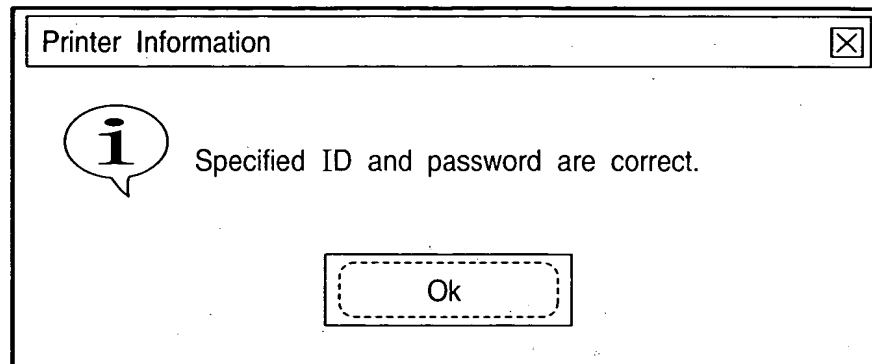 Printer Information
i
Specified ID and password are correct.
Ok